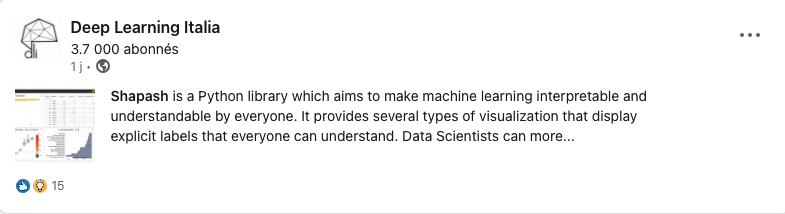 Deep Learning Italia
3.7 000 abonnés
1 j •
dli
Shapash is a Python library which aims to make machine learning interpretable and
understandable by everyone. It provides several types of visualization that display
explicit labels that everyone can understand. Data Scientists can more...
15